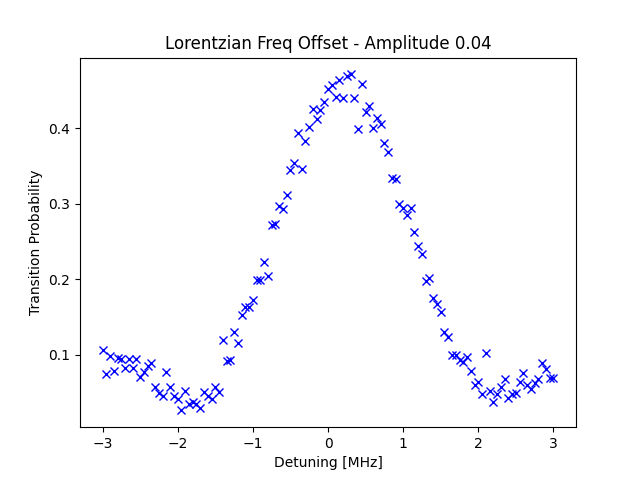 Lorentzian Freq Offset - Amplitude 0.04
Transition Probability
0.4
0.3
0.2
0.1
−3 −2 −1 0 1 2 3
Detuning [MHz]